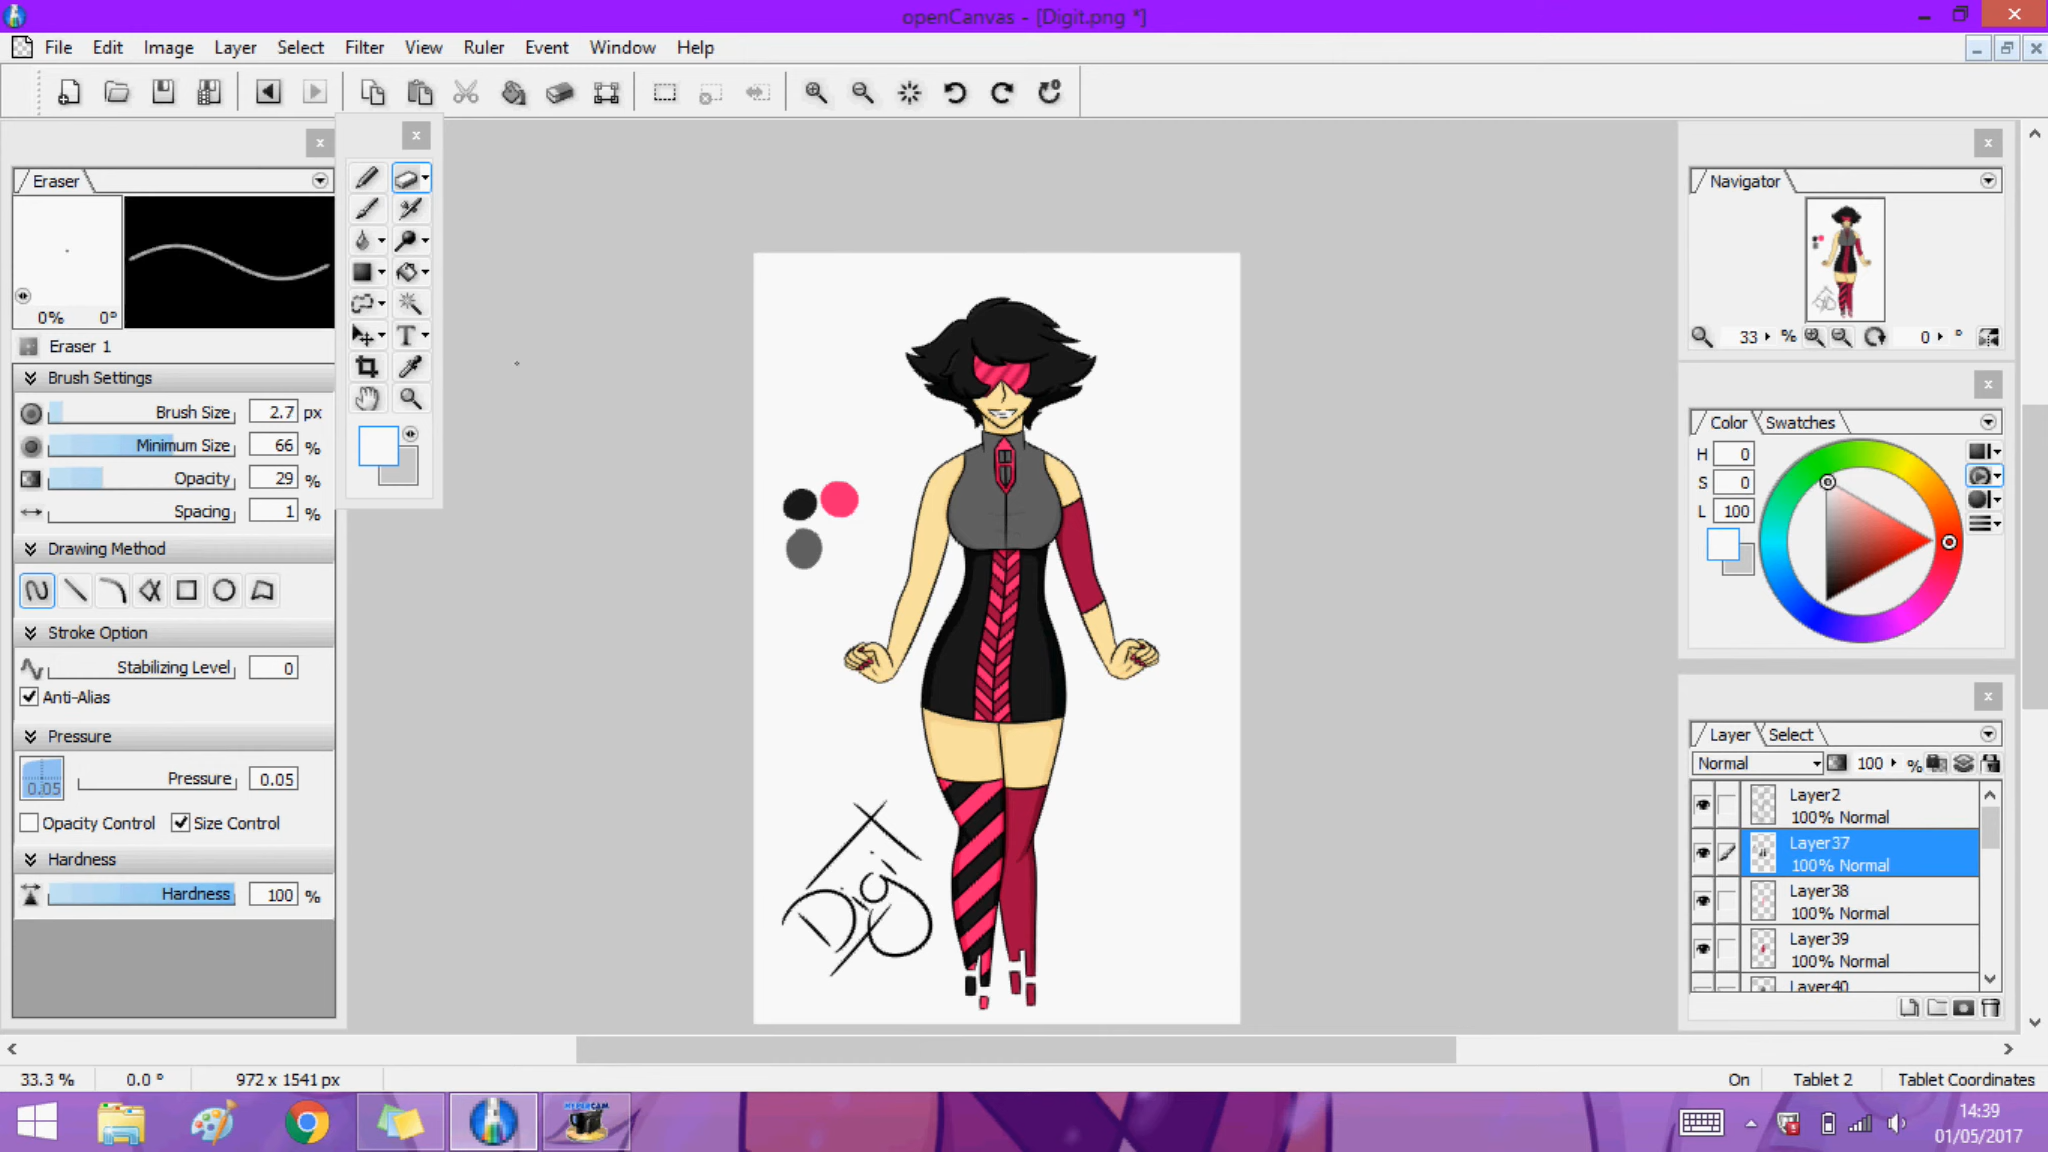 openCanvas - [Digit.png *]
File Edit Image Layer Select Filter View Ruler Event Window Help
Eraser
0% 0°
Eraser 1
Brush Settings
Brush Size 2.7 px
Minimum Size 66 %
Opacity 29 %
Spacing 1 %
Drawing Method
Stroke Option
Stabilizing Level 0
Anti-Alias
Pressure
0.05 Pressure 0.05
Opacity Control Size Control
Hardness
Hardness 100 %
T
Digit
Navigator
33 % 0 °
Color Swatches
H 0
S 0
L 100
Layer Select
Normal 100 %
Layer2
100% Normal
Layer37
100% Normal
Layer38
100% Normal
Layer39
100% Normal
Layer40
33.3 % 0.0 ° 972 x 1541 px On Tablet 2 Tablet Coordinates
HYPERCAM
14:39
01/05/2017